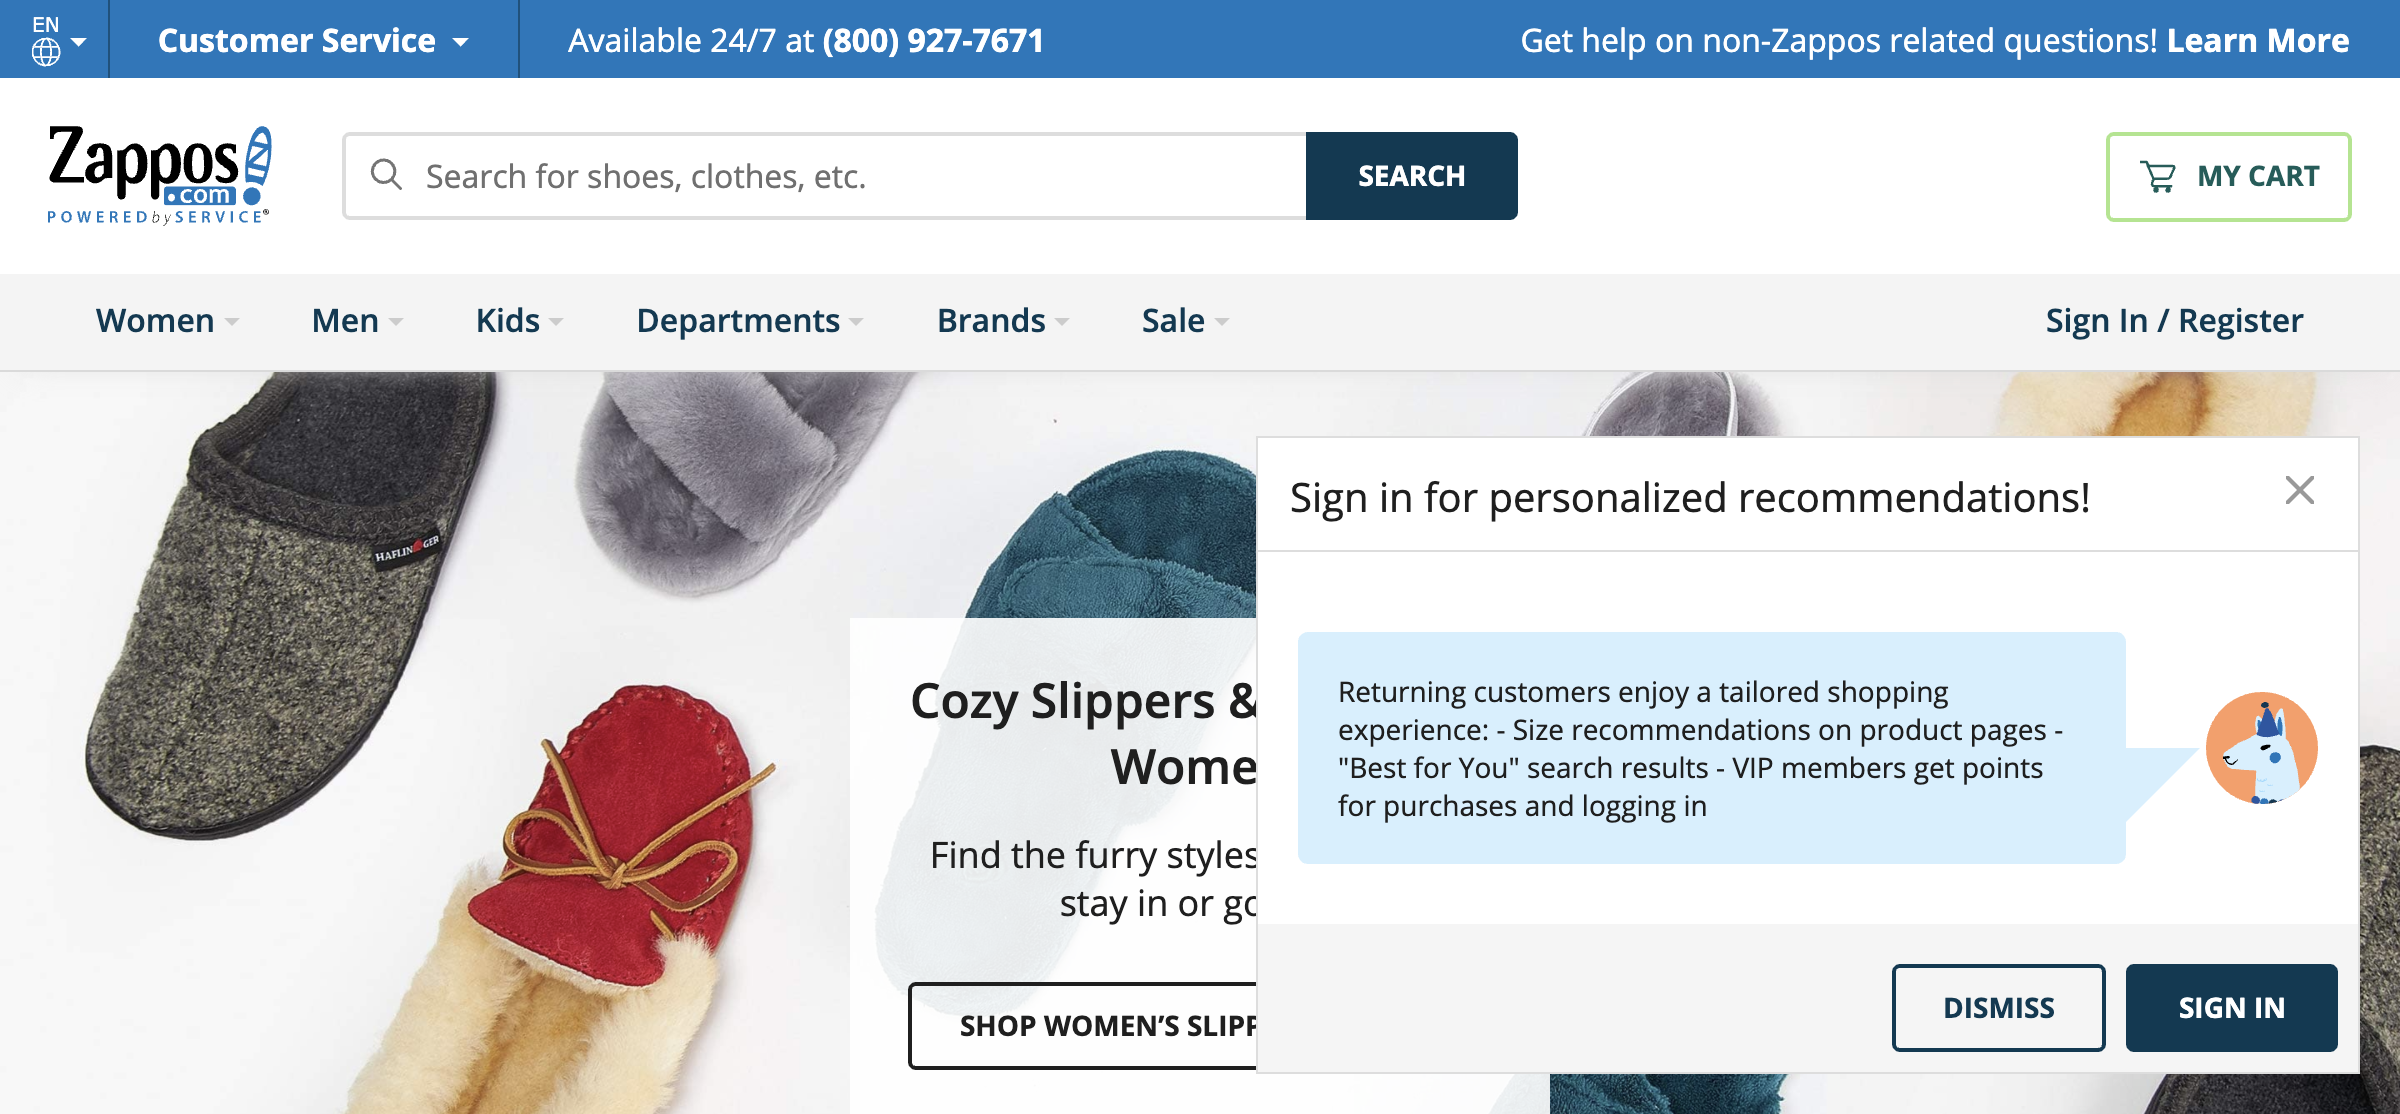 EN
Customer Service
Available 24/7 at (800) 927-7671
Get help on non-Zappos related questions! Learn More
Zappos
.com
POWERED by SERVICE®
Search for shoes, clothes, etc.
SEARCH
MY CART
Women
Men
Kids
Departments
Brands
Sale
Sign In / Register
HAFLINGER
Cozy Slippers &
Wome
Find the furry styles
stay in or go
SHOP WOMEN'S SLIPP
Sign in for personalized recommendations!
Returning customers enjoy a tailored shopping
experience: - Size recommendations on product pages -
"Best for You" search results - VIP members get points
for purchases and logging in
DISMISS
SIGN IN